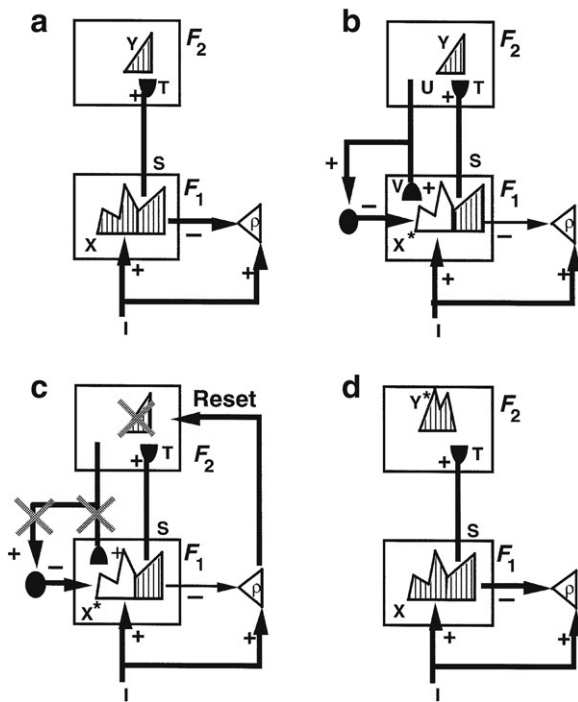 a
Y
F2
+
T
S
F1
X
−
ρ
+
+
I
b
Y
F2
U
+
T
+
S
V
+
F1
−
X*
−
ρ
+
+
I
c
Reset
+
T
F2
S
+
+
F1
−
X*
−
ρ
+
+
I
d
Y*
F2
+
T
S
F1
X
−
ρ
+
+
I